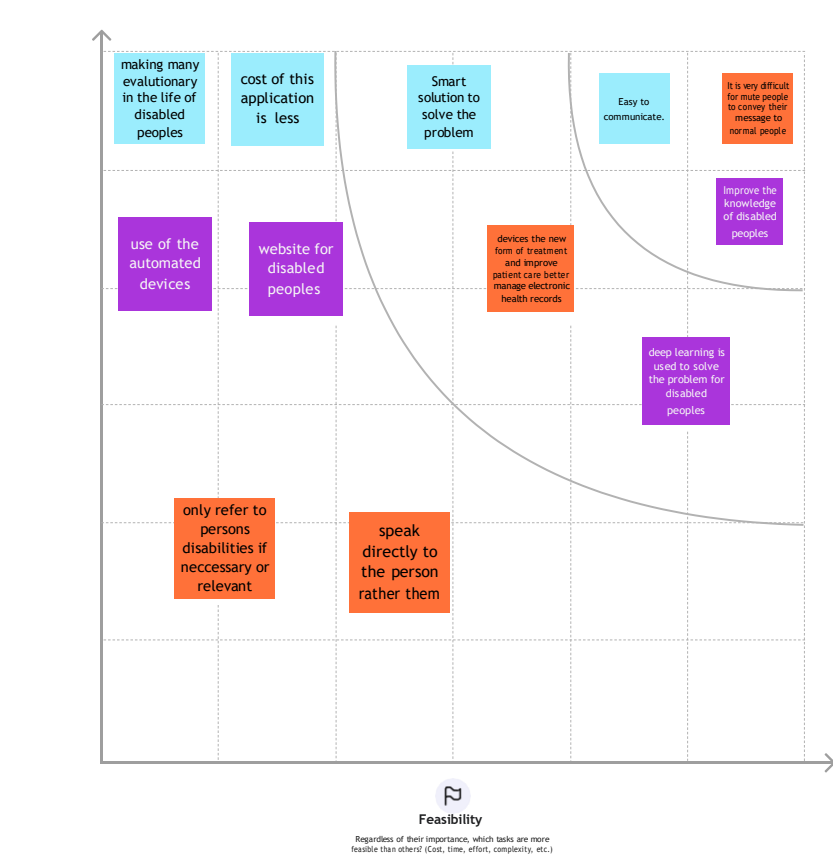 making many
evalutionary
in the life of
disabled
peoples
cost of this
application
is less
Smart
solution to
solve the
problem
Easy to
communicate.
It is very difficult
for mute people
to convey their
message to
normal people
Improve the
knowledge
of disabled
peoples
use of the
automated
devices
website for
disabled
peoples
devices the new
form of treatment
and improve
patient care better
manage electronic
health records
deep learning is
used to solve
the problem for
disabled
peoples
only refer to
persons
disabilities if
neccessary or
relevant
speak
directly to
the person
rather them
Feasibility
Regardless of their importance, which tasks are more
feasible than others? (Cost, time, effort, complexity, etc.)